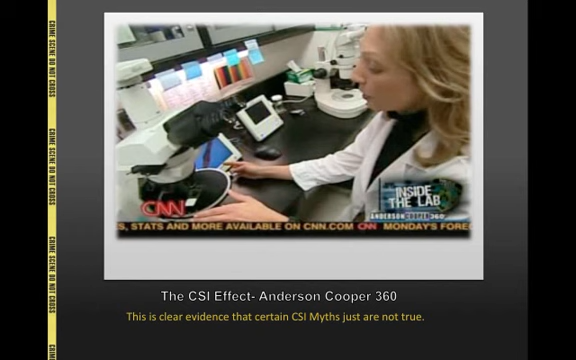 CRIME SCENE DO NOT CROSS
CRIME SCENE DO NOT CROSS
CRIME SCENE DO NOT CROSS
INSIDE
THE LAB
ANDERSON COOPER 360°
CNN
S, STATS AND MORE AVAILABLE ON CNN.COM CNN MONDAY'S FORE
The CSI Effect- Anderson Cooper 360
This is clear evidence that certain CSI Myths just are not true.